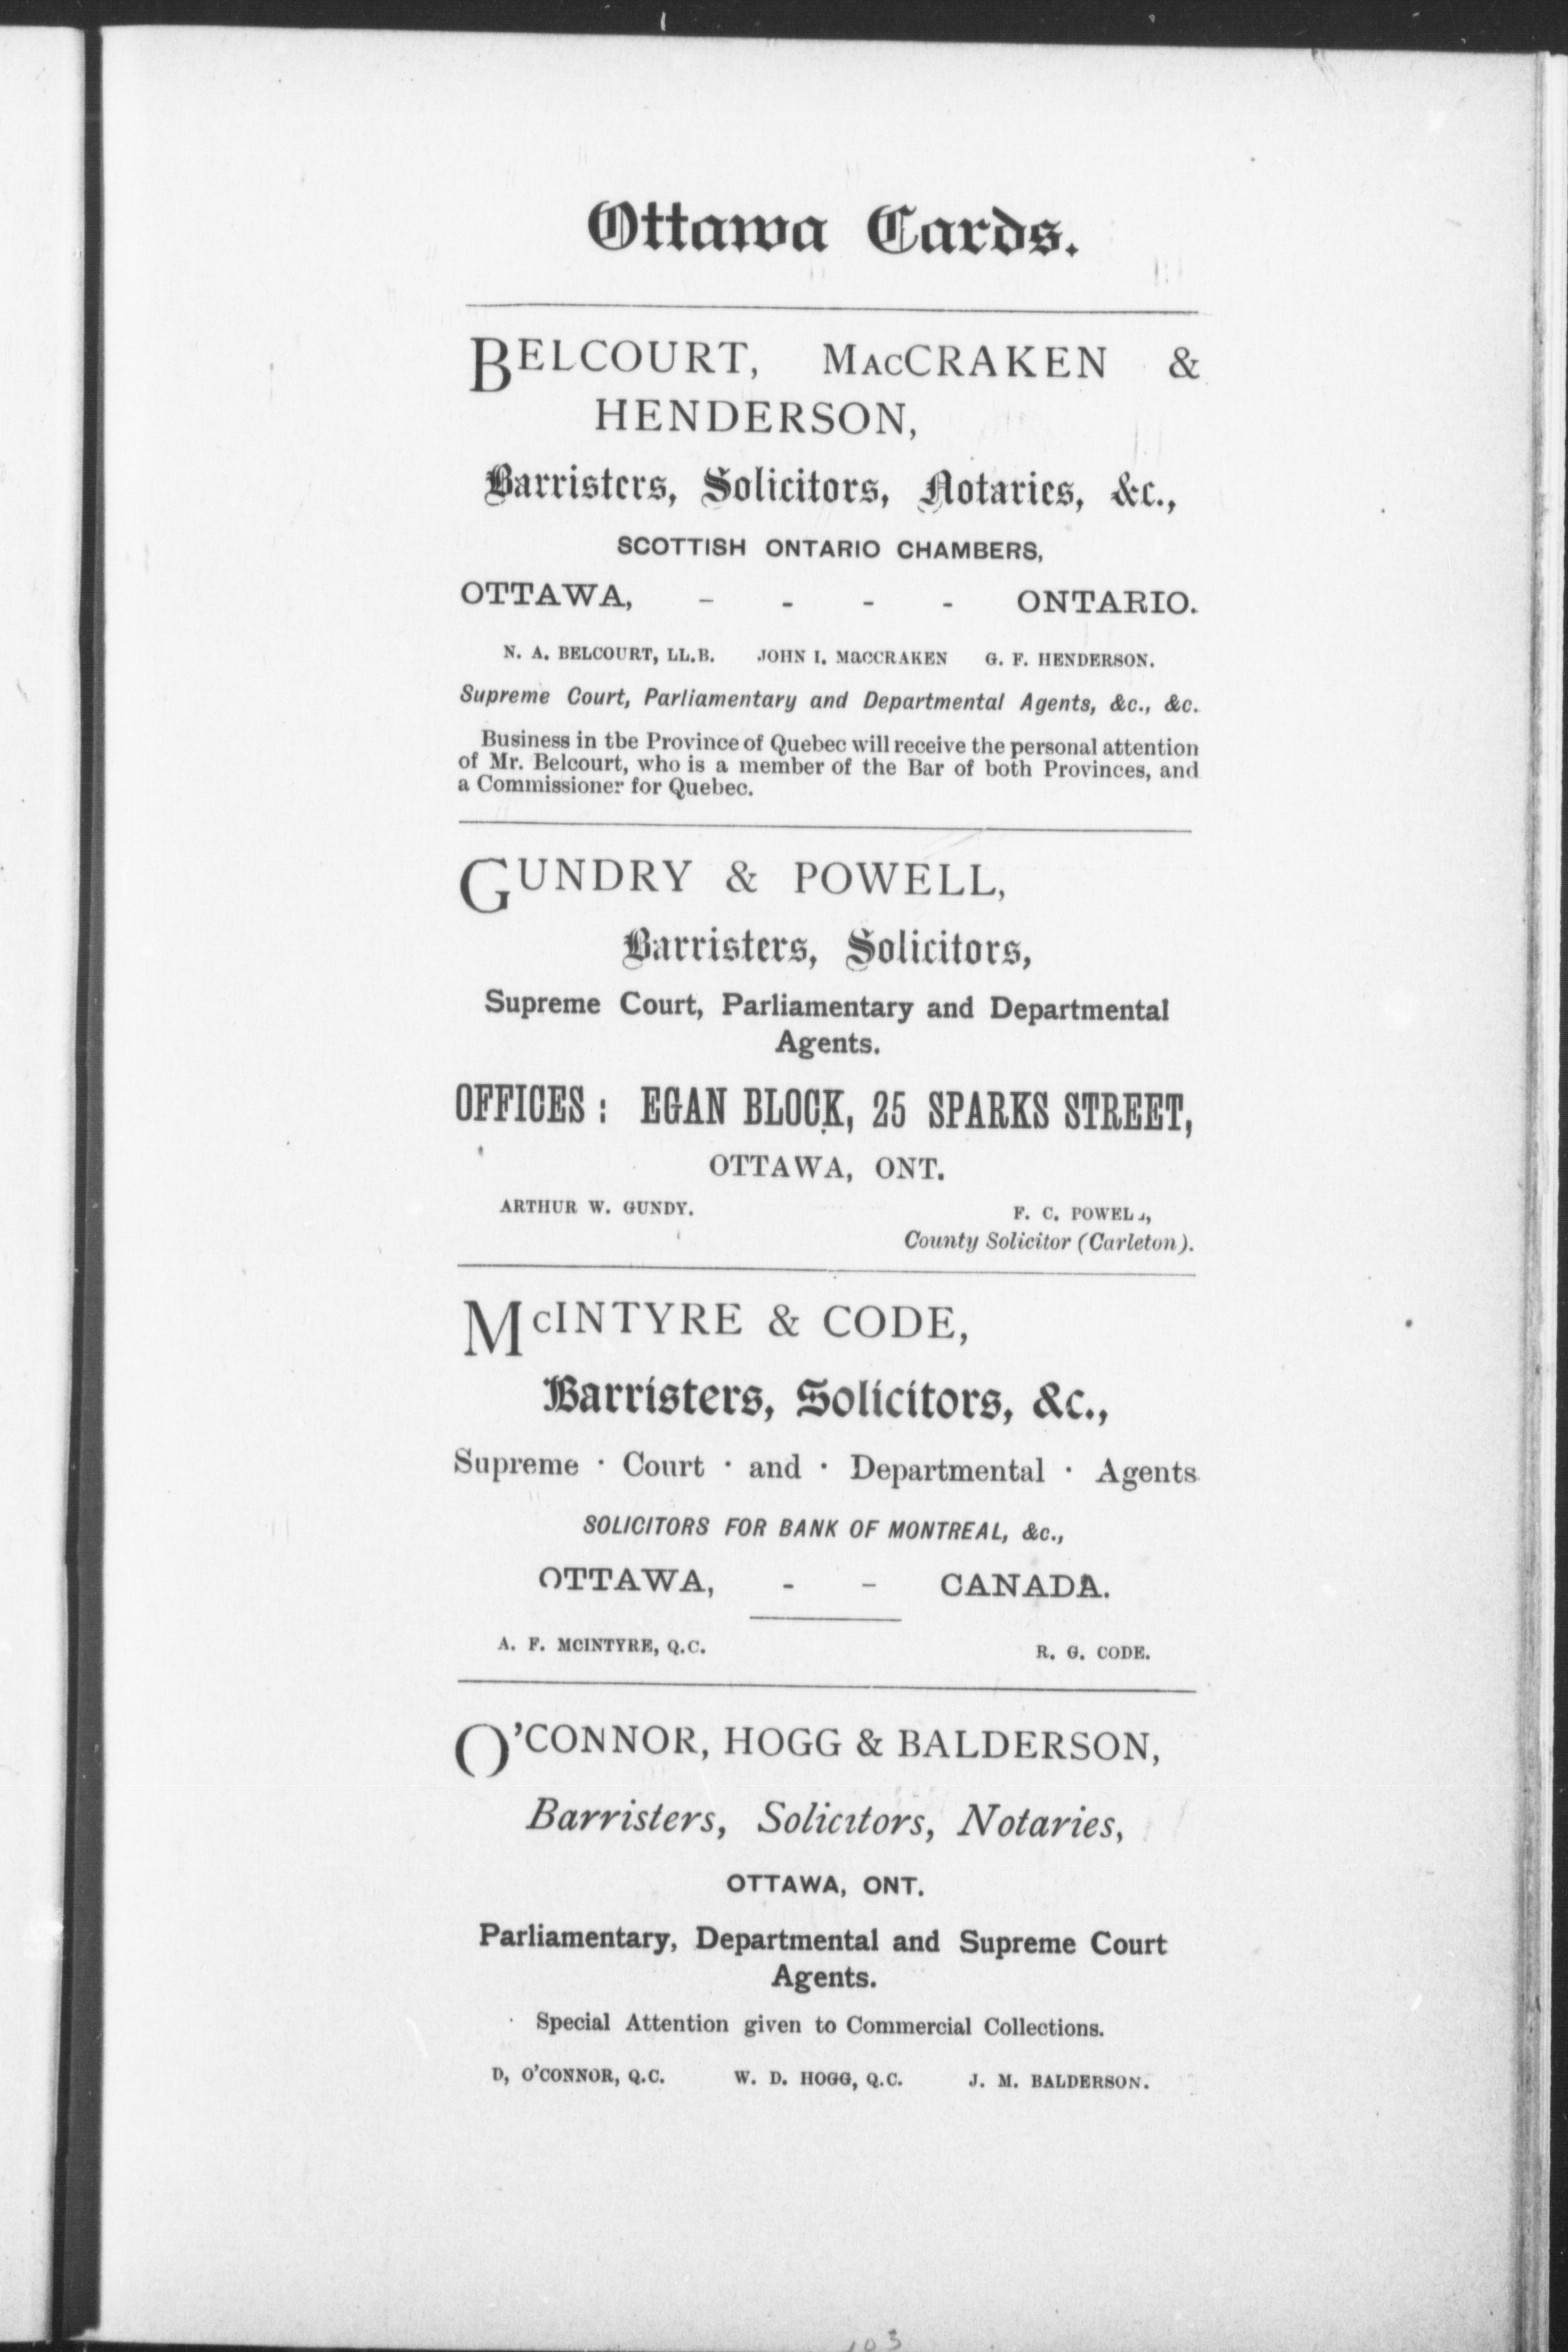 Ottawa Cards.
BELCOURT, MacCRAKEN &
HENDERSON,
Barristers, Solicitors, Notaries, &c.,
SCOTTISH ONTARIO CHAMBERS,
OTTAWA, - - - - ONTARIO.
N. A. BELCOURT, LL.B. JOHN I. MacCRAKEN G. F. HENDERSON.
Supreme Court, Parliamentary and Departmental Agents, &c., &c.
Business in tbe Province of Quebec will receive the personal attention
of Mr. Belcourt, who is a member of the Bar of both Provinces, and
a Commissioner for Quebec.
GUNDRY & POWELL,
Barristers, Solicitors,
Supreme Court, Parliamentary and Departmental
Agents.
OFFICES : EGAN BLOCK, 25 SPARKS STREET,
OTTAWA, ONT.
ARTHUR W. GUNDY. F. C. POWELL,
County Solicitor (Carleton).
McINTYRE & CODE,
Barristers, Solicitors, &c.,
Supreme · Court · and · Departmental · Agents
SOLICITORS FOR BANK OF MONTREAL, &c.,
OTTAWA, - - CANADA.
A. F. MCINTYRE, Q.C. R. G. CODE.
O'CONNOR, HOGG & BALDERSON,
Barristers, Solicitors, Notaries,
OTTAWA, ONT.
Parliamentary, Departmental and Supreme Court
Agents.
Special Attention given to Commercial Collections.
D, O'CONNOR, Q.C. W. D. HOGG, Q.C. J. M. BALDERSON.
103